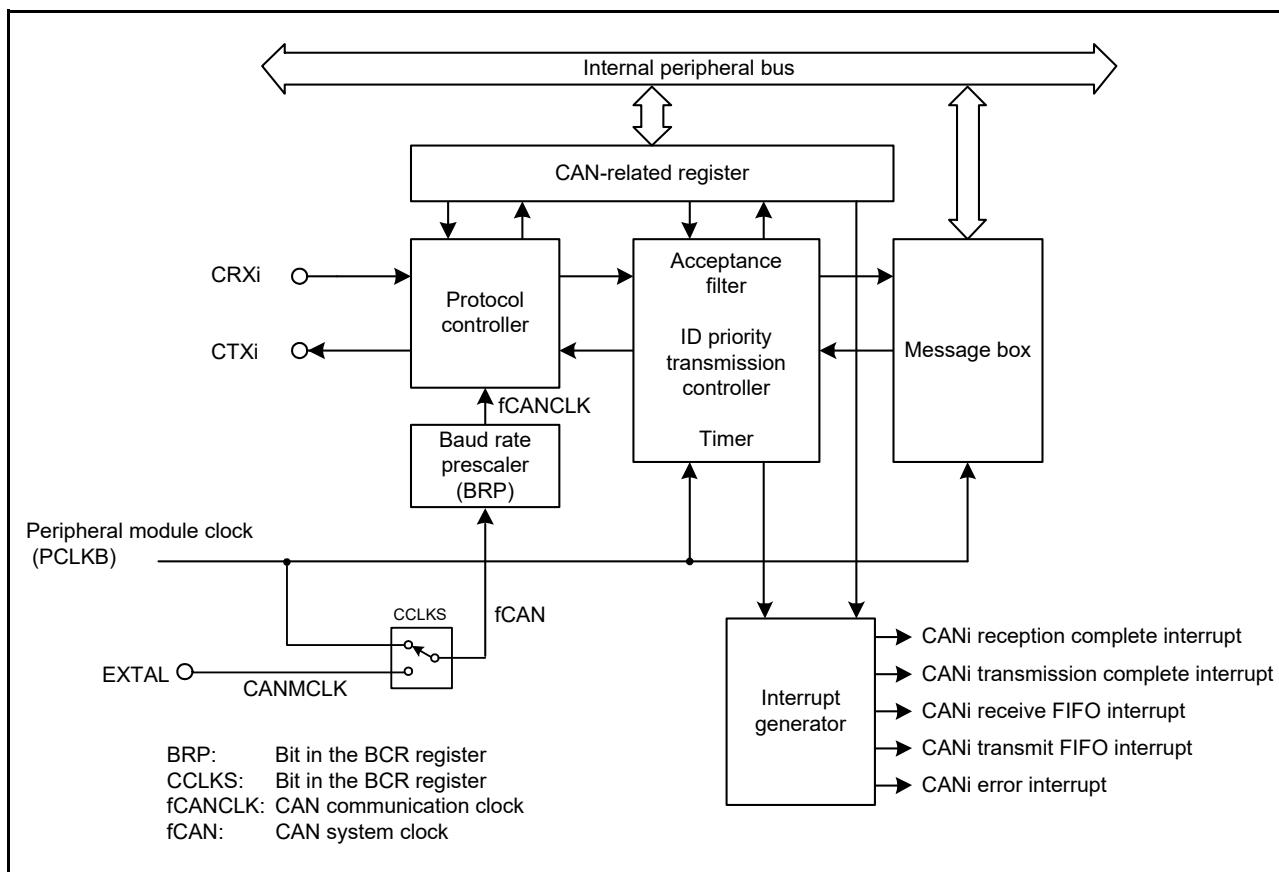 Internal peripheral bus
CAN-related register
CRXi
CTXi
Protocol
controller
Acceptance
filter
ID priority
transmission
controller
Timer
Message box
fCANCLK
Baud rate
prescaler
(BRP)
Peripheral module clock
(PCLKB)
CCLKS
fCAN
EXTAL
CANMCLK
Interrupt
generator
CANi reception complete interrupt
CANi transmission complete interrupt
CANi receive FIFO interrupt
CANi transmit FIFO interrupt
CANi error interrupt
BRP: Bit in the BCR register
CCLKS: Bit in the BCR register
fCANCLK: CAN communication clock
fCAN: CAN system clock